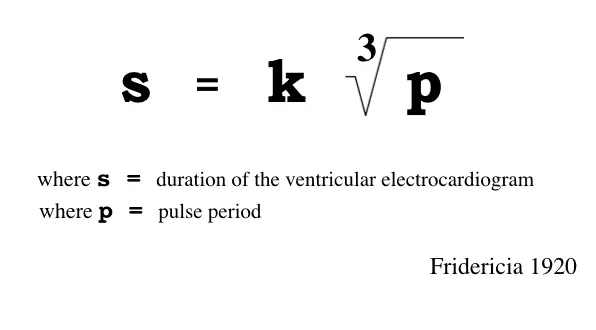 s = k ∛p
where s = duration of the ventricular electrocardiogram
where p = pulse period
Fridericia 1920